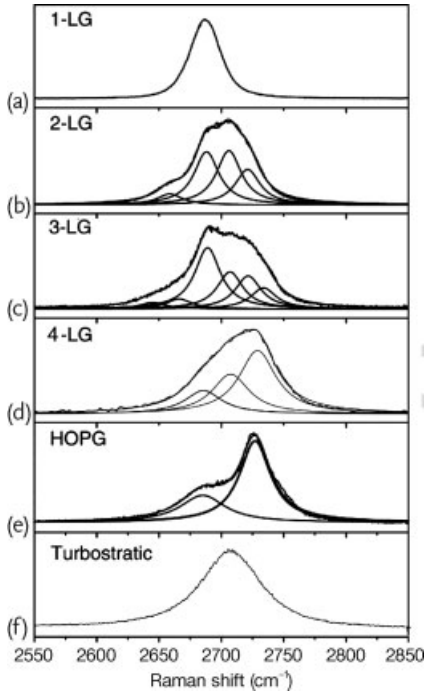 1-LG
(a)
2-LG
(b)
3-LG
(c)
4-LG
(d)
HOPG
(e)
Turbostratic
(f)
2550 2600 2650 2700 2750 2800 2850
Raman shift (cm⁻¹)